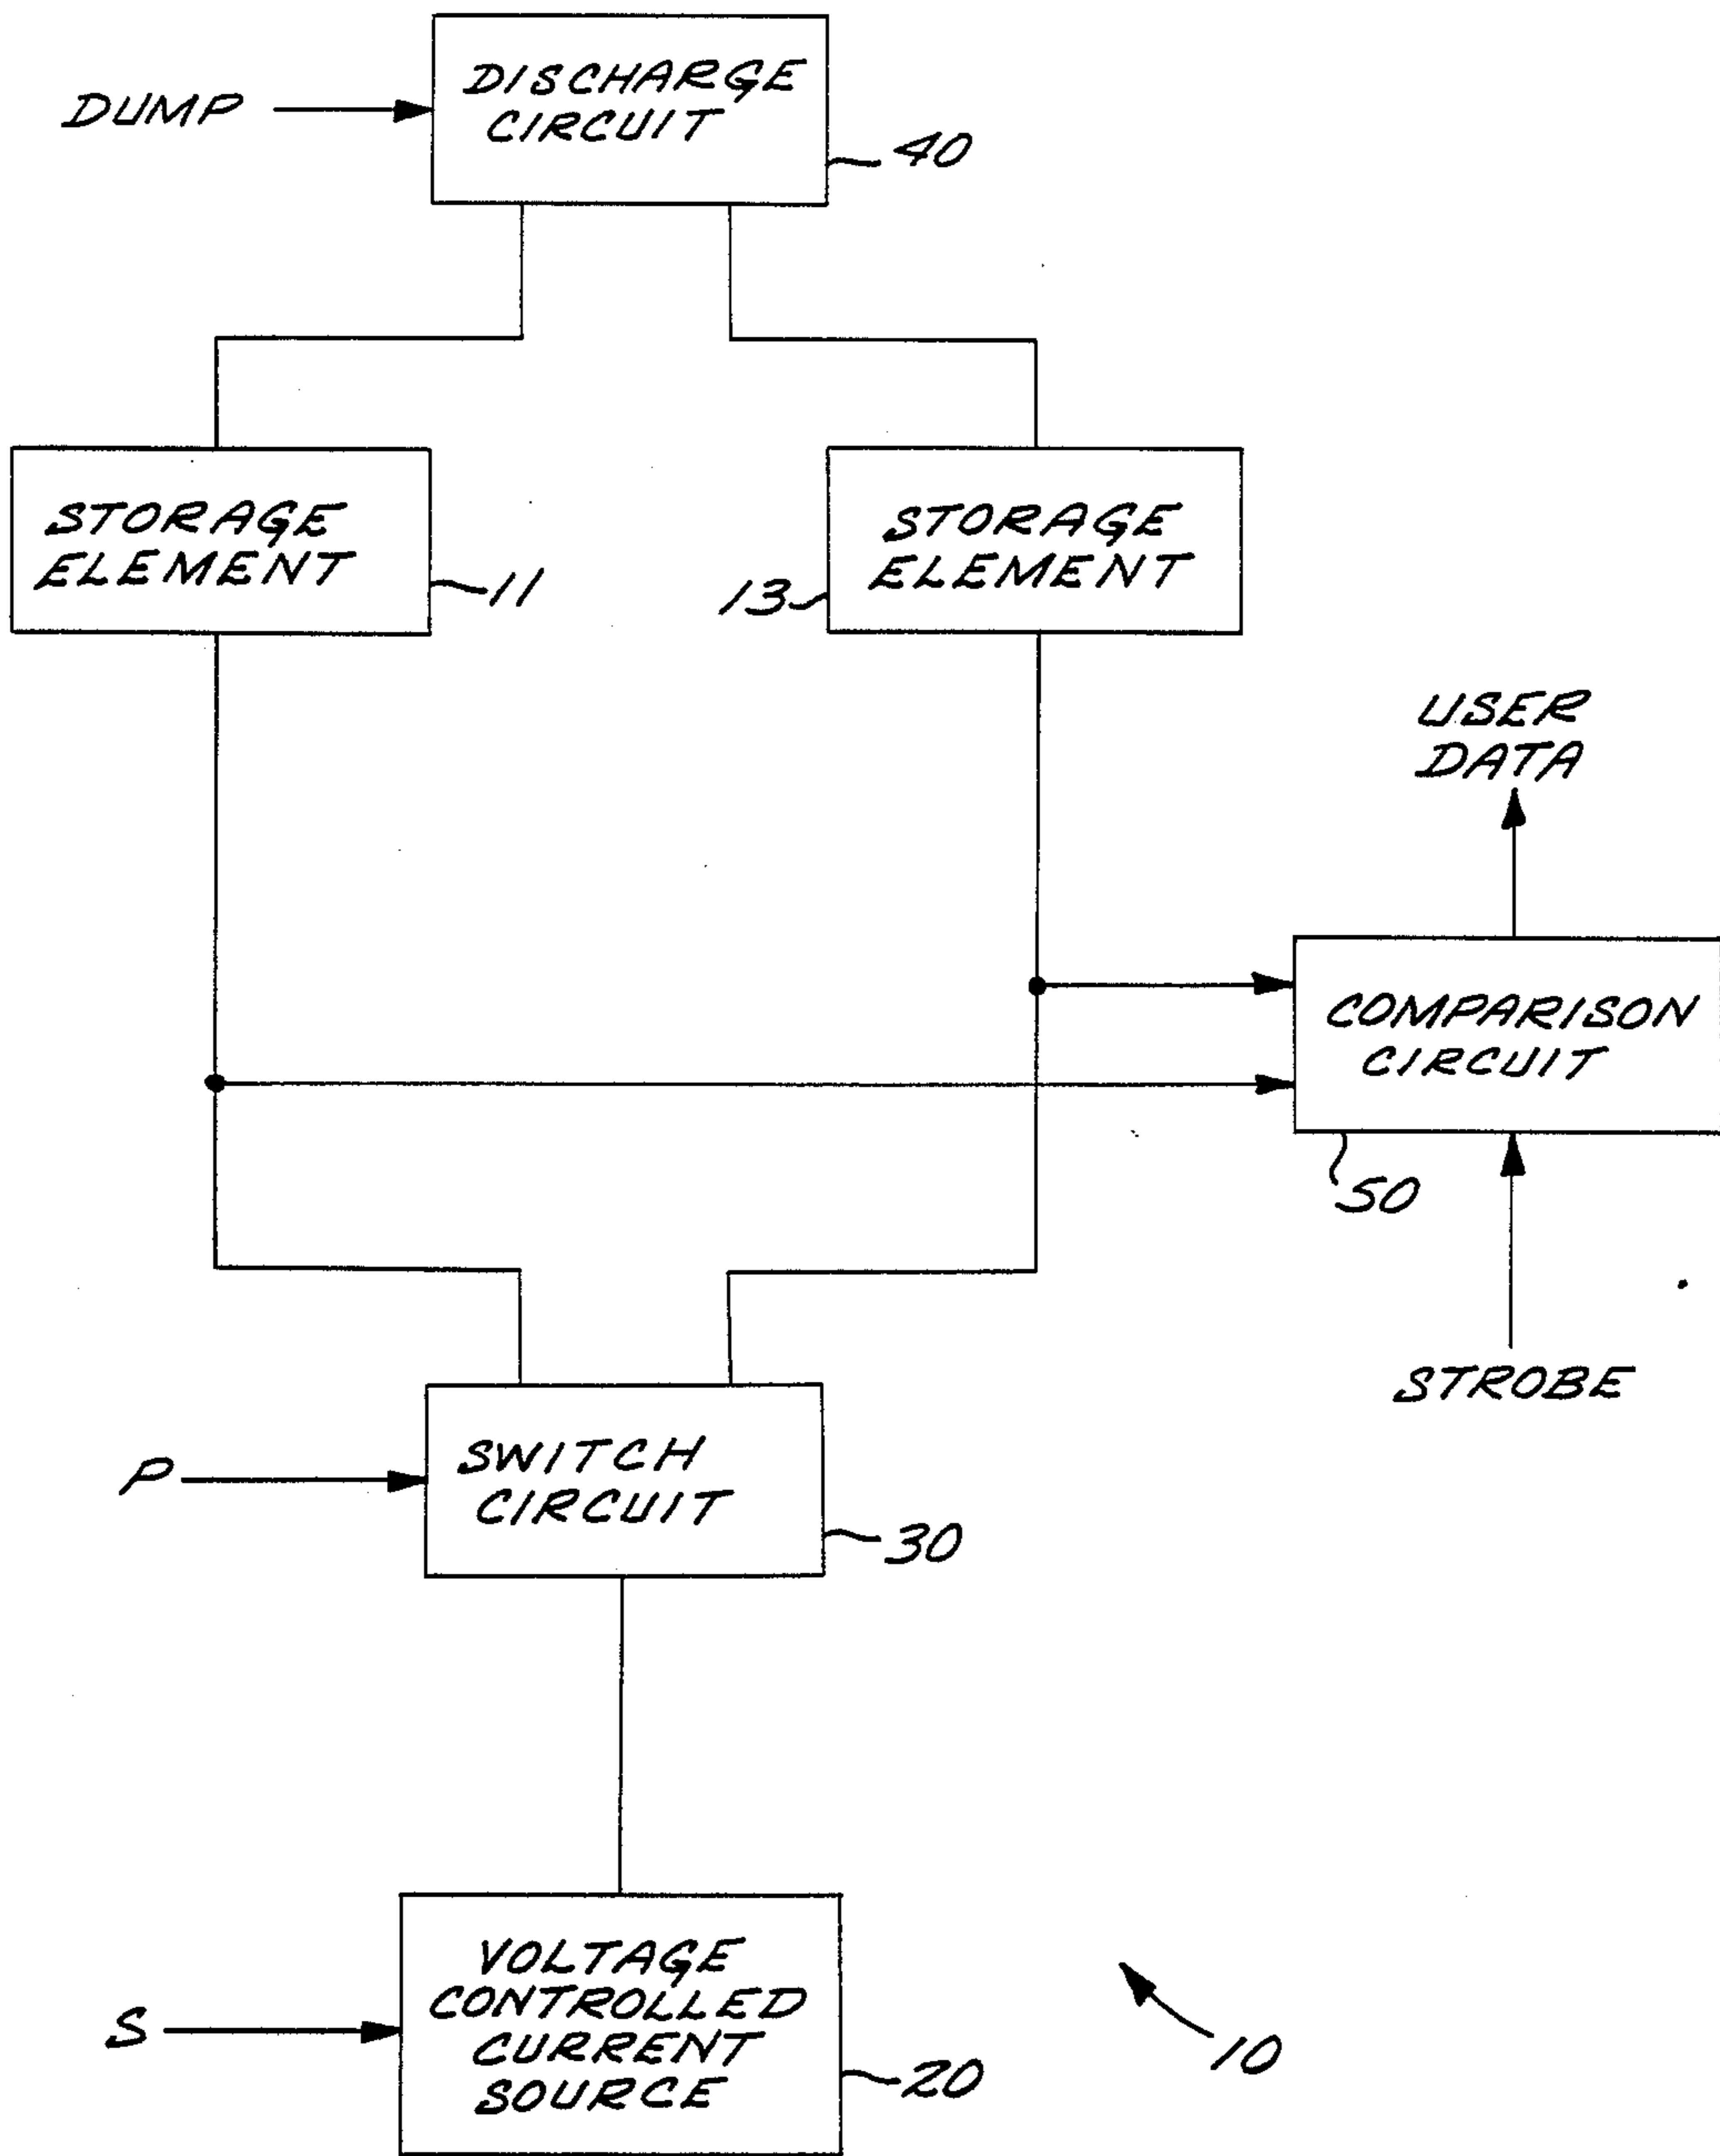 DISCHARGE
CIRCUIT
DUMP
40
STORAGE
ELEMENT
11
STORAGE
ELEMENT
13
USER
DATA
COMPARISON
CIRCUIT
50
STROBE
P
SWITCH
CIRCUIT
30
VOLTAGE
CONTROLLED
CURRENT
SOURCE
S
20
10